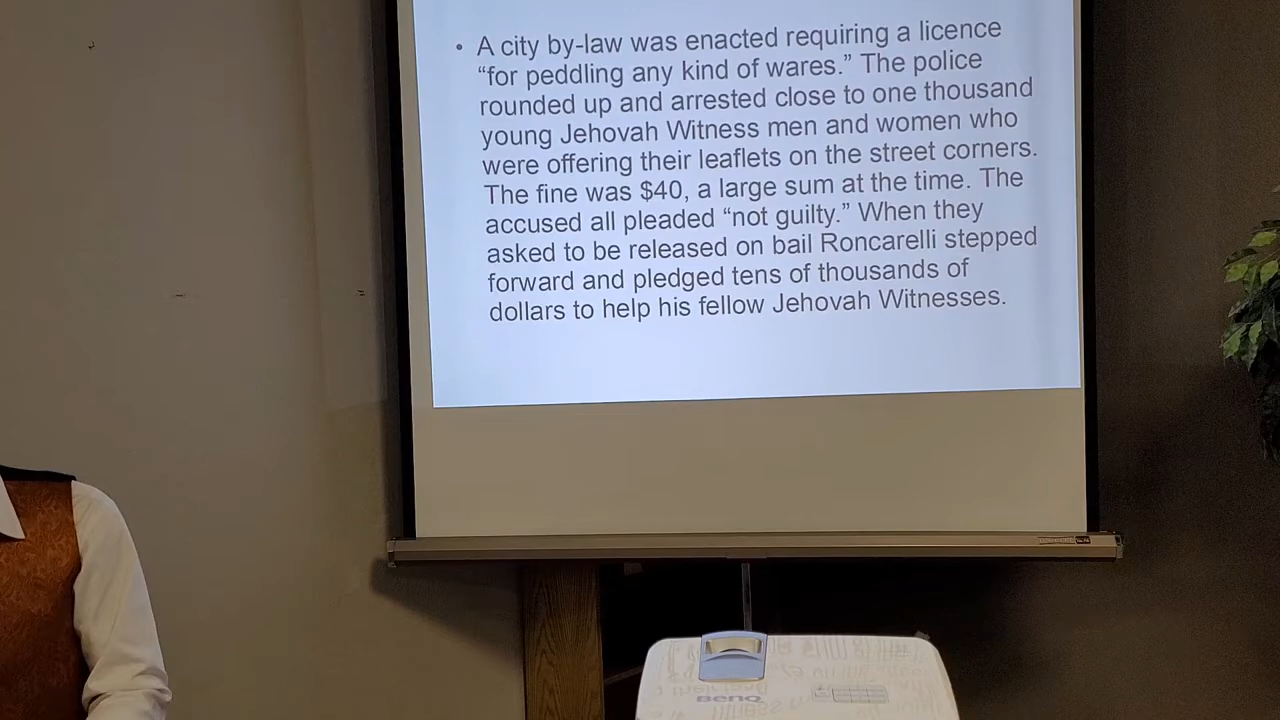 • A city by-law was enacted requiring a licence
“for peddling any kind of wares.” The police
rounded up and arrested close to one thousand
young Jehovah Witness men and women who
were offering their leaflets on the street corners.
The fine was $40, a large sum at the time. The
accused all pleaded “not guilty.” When they
asked to be released on bail Roncarelli stepped
forward and pledged tens of thousands of
dollars to help his fellow Jehovah Witnesses.
BenQ